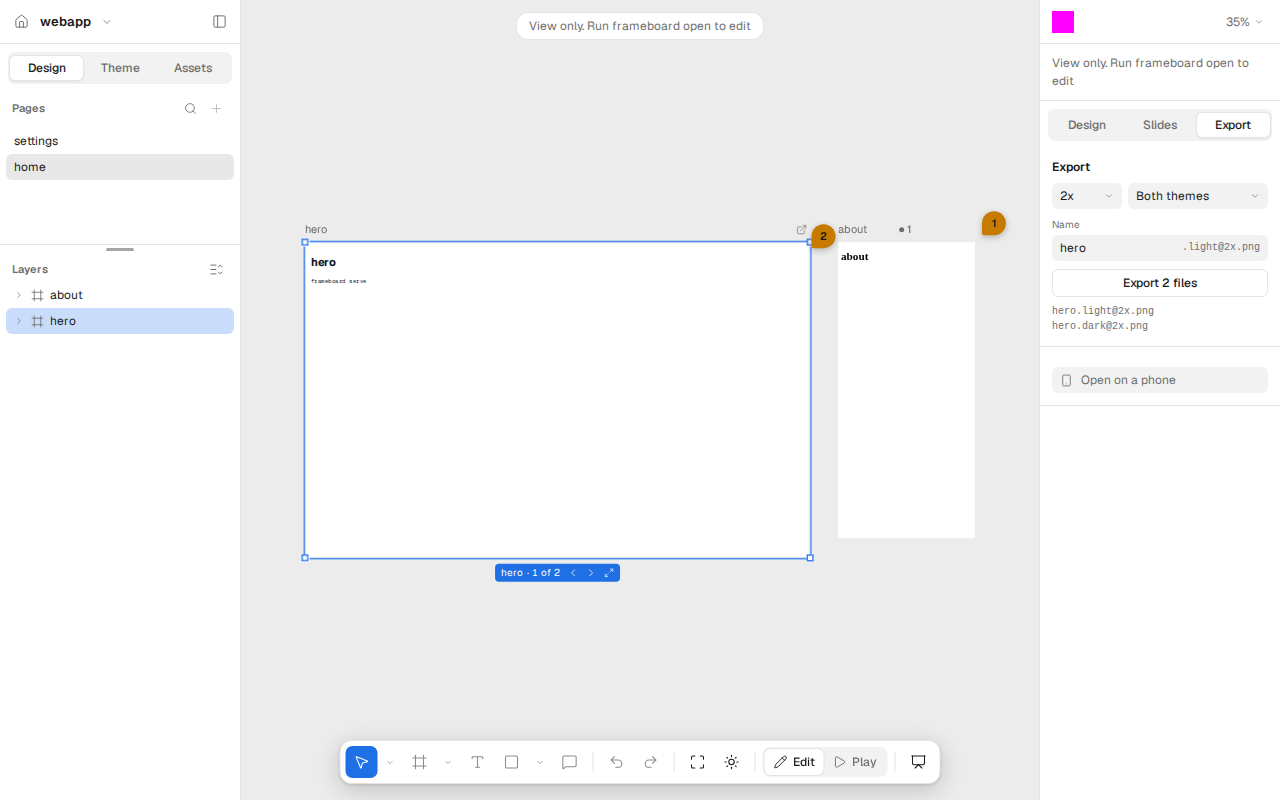 webapp
View only. Run frameboard open to edit
35%
Design
Theme
Assets
View only. Run frameboard open to
edit
Pages
Design
Slides
Export
settings
home
Export
2x
Both themes
Name
hero
.light@2x.png
Export 2 files
hero.light@2x.png
hero.dark@2x.png
Open on a phone
Layers
about
hero
hero
2
about
1
1
hero
frameboard serve
about
hero - 1 of 2
Edit
Play